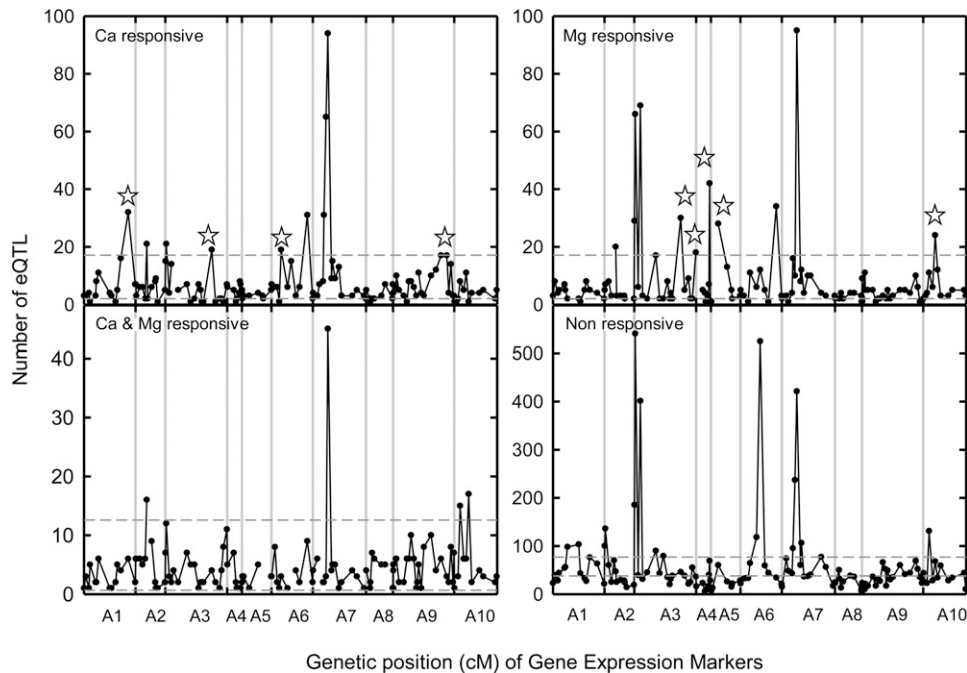 Ca responsive
Mg responsive
100
80
60
40
20
0
100
80
60
40
20
0
Number of eQTL
Ca & Mg responsive
Non responsive
40
30
20
10
0
500
400
300
200
100
0
A1 A2 A3 A4 A5 A6 A7 A8 A9 A10
A1 A2 A3 A4 A5 A6 A7 A8 A9 A10
Genetic position (cM) of Gene Expression Markers